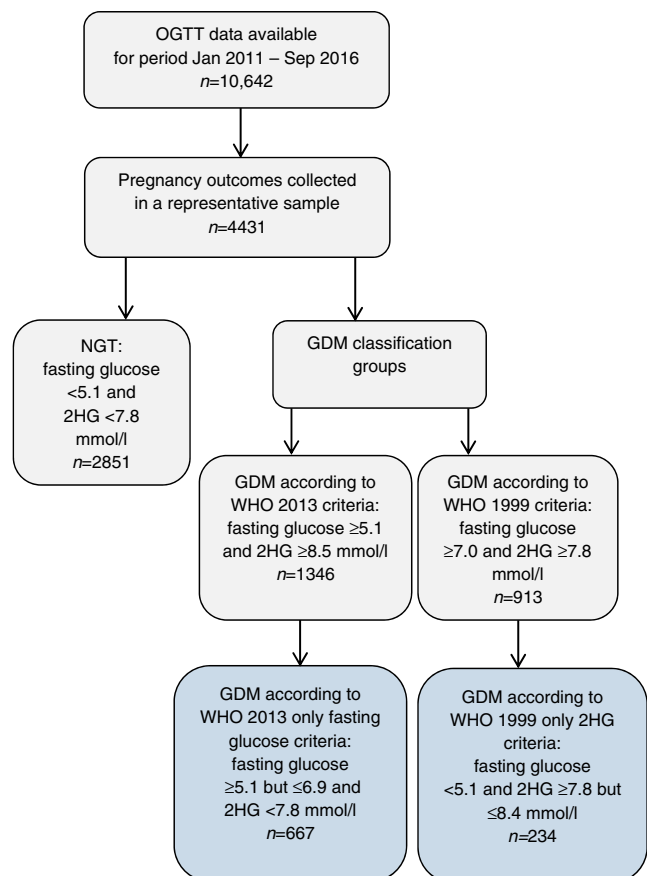 OGTT data available
for period Jan 2011 – Sep 2016
n=10,642
Pregnancy outcomes collected
in a representative sample
n=4431
NGT:
fasting glucose
<5.1 and
2HG <7.8
mmol/l
n=2851
GDM classification
groups
GDM according to
WHO 2013 criteria:
fasting glucose ≥5.1
and 2HG ≥8.5 mmol/l
n=1346
GDM according to
WHO 1999 criteria:
fasting glucose
≥7.0 and 2HG ≥7.8
mmol/l
n=913
GDM according to
WHO 2013 only fasting
glucose criteria:
fasting glucose
≥5.1 but ≤6.9 and
2HG <7.8 mmol/l
n=667
GDM according to
WHO 1999 only 2HG
criteria:
fasting glucose
<5.1 and 2HG ≥7.8 but
≤8.4 mmol/l
n=234